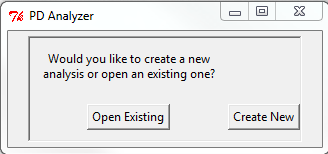 PD Analyzer
Would you like to create a new
analysis or open an existing one?
Open Existing
Create New